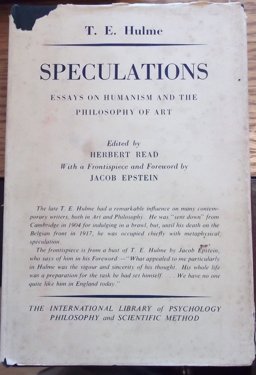 T. E. Hulme
SPECULATIONS
ESSAYS ON HUMANISM AND THE
PHILOSOPHY OF ART
Edited by
HERBERT READ
With a Frontispiece and Foreword by
JACOB EPSTEIN
The late T. E. Hulme had a remarkable influence on many contem-
porary writers, both in Art and Philosophy. He was "sent down" from
Cambridge in 1904 for indulging in a brawl, but, until his death on the
Belgian front in 1917, he was occupied chiefly with metaphysical
speculation.
The frontispiece is from a bust of T. E. Hulme by Jacob Epstein,
who says of him in his Foreword—"What appealed to me particularly
in Hulme was the vigour and sincerity of his thought. His whole life
was a preparation for the task he had set himself. . . . We have no one
quite like him in England today."
THE INTERNATIONAL LIBRARY OF PSYCHOLOGY
PHILOSOPHY AND SCIENTIFIC METHOD